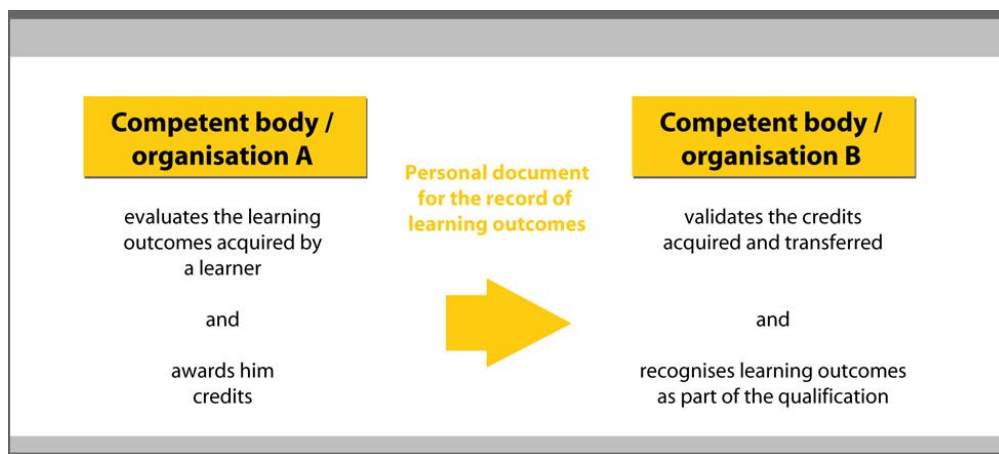 Competent body /
organisation A
evaluates the learning
outcomes acquired by
a learner
and
awards him
credits
Personal document
for the record of
learning outcomes
Competent body /
organisation B
validates the credits
acquired and transferred
and
recognises learning outcomes
as part of the qualification